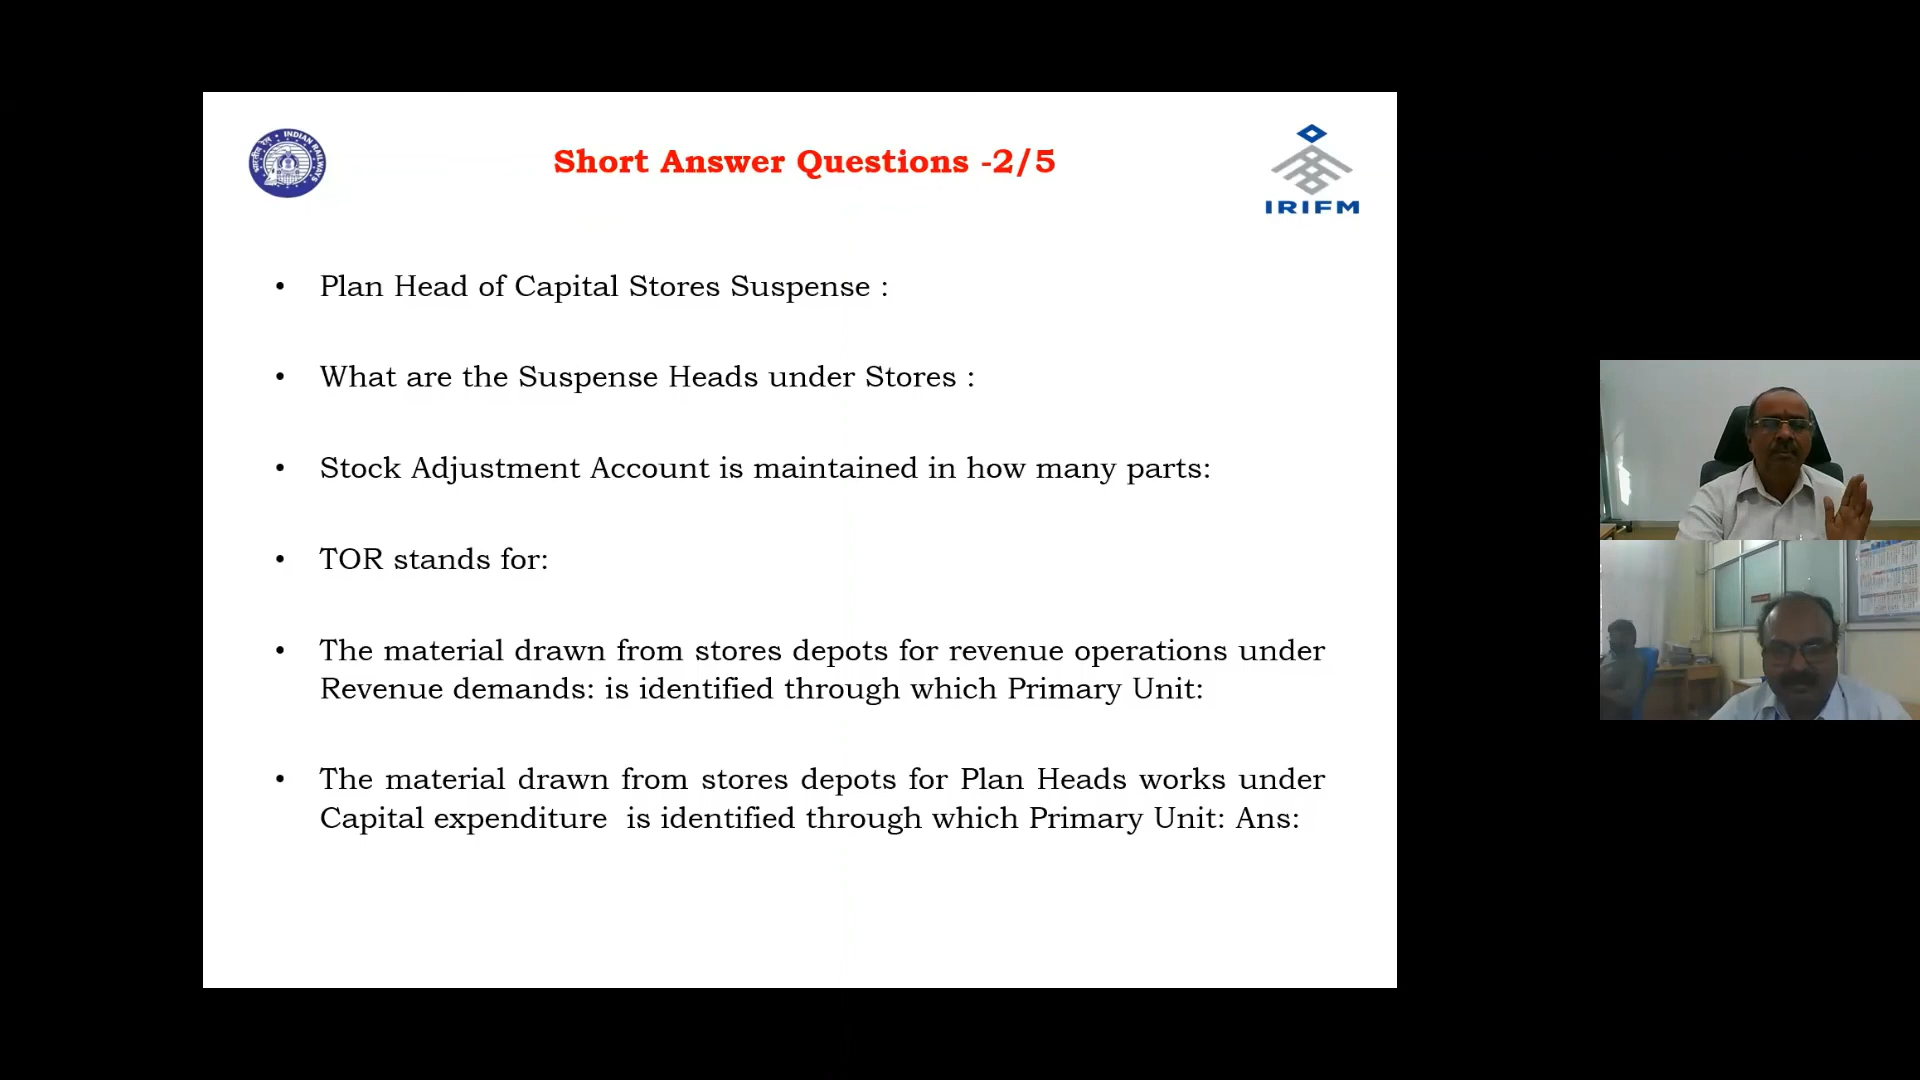 INDIAN RAILWAYS
भारतीय रेल
Short Answer Questions -2/5
IRIFM
• Plan Head of Capital Stores Suspense :
• What are the Suspense Heads under Stores :
• Stock Adjustment Account is maintained in how many parts:
• TOR stands for:
• The material drawn from stores depots for revenue operations under
Revenue demands: is identified through which Primary Unit:
• The material drawn from stores depots for Plan Heads works under
Capital expenditure  is identified through which Primary Unit: Ans: